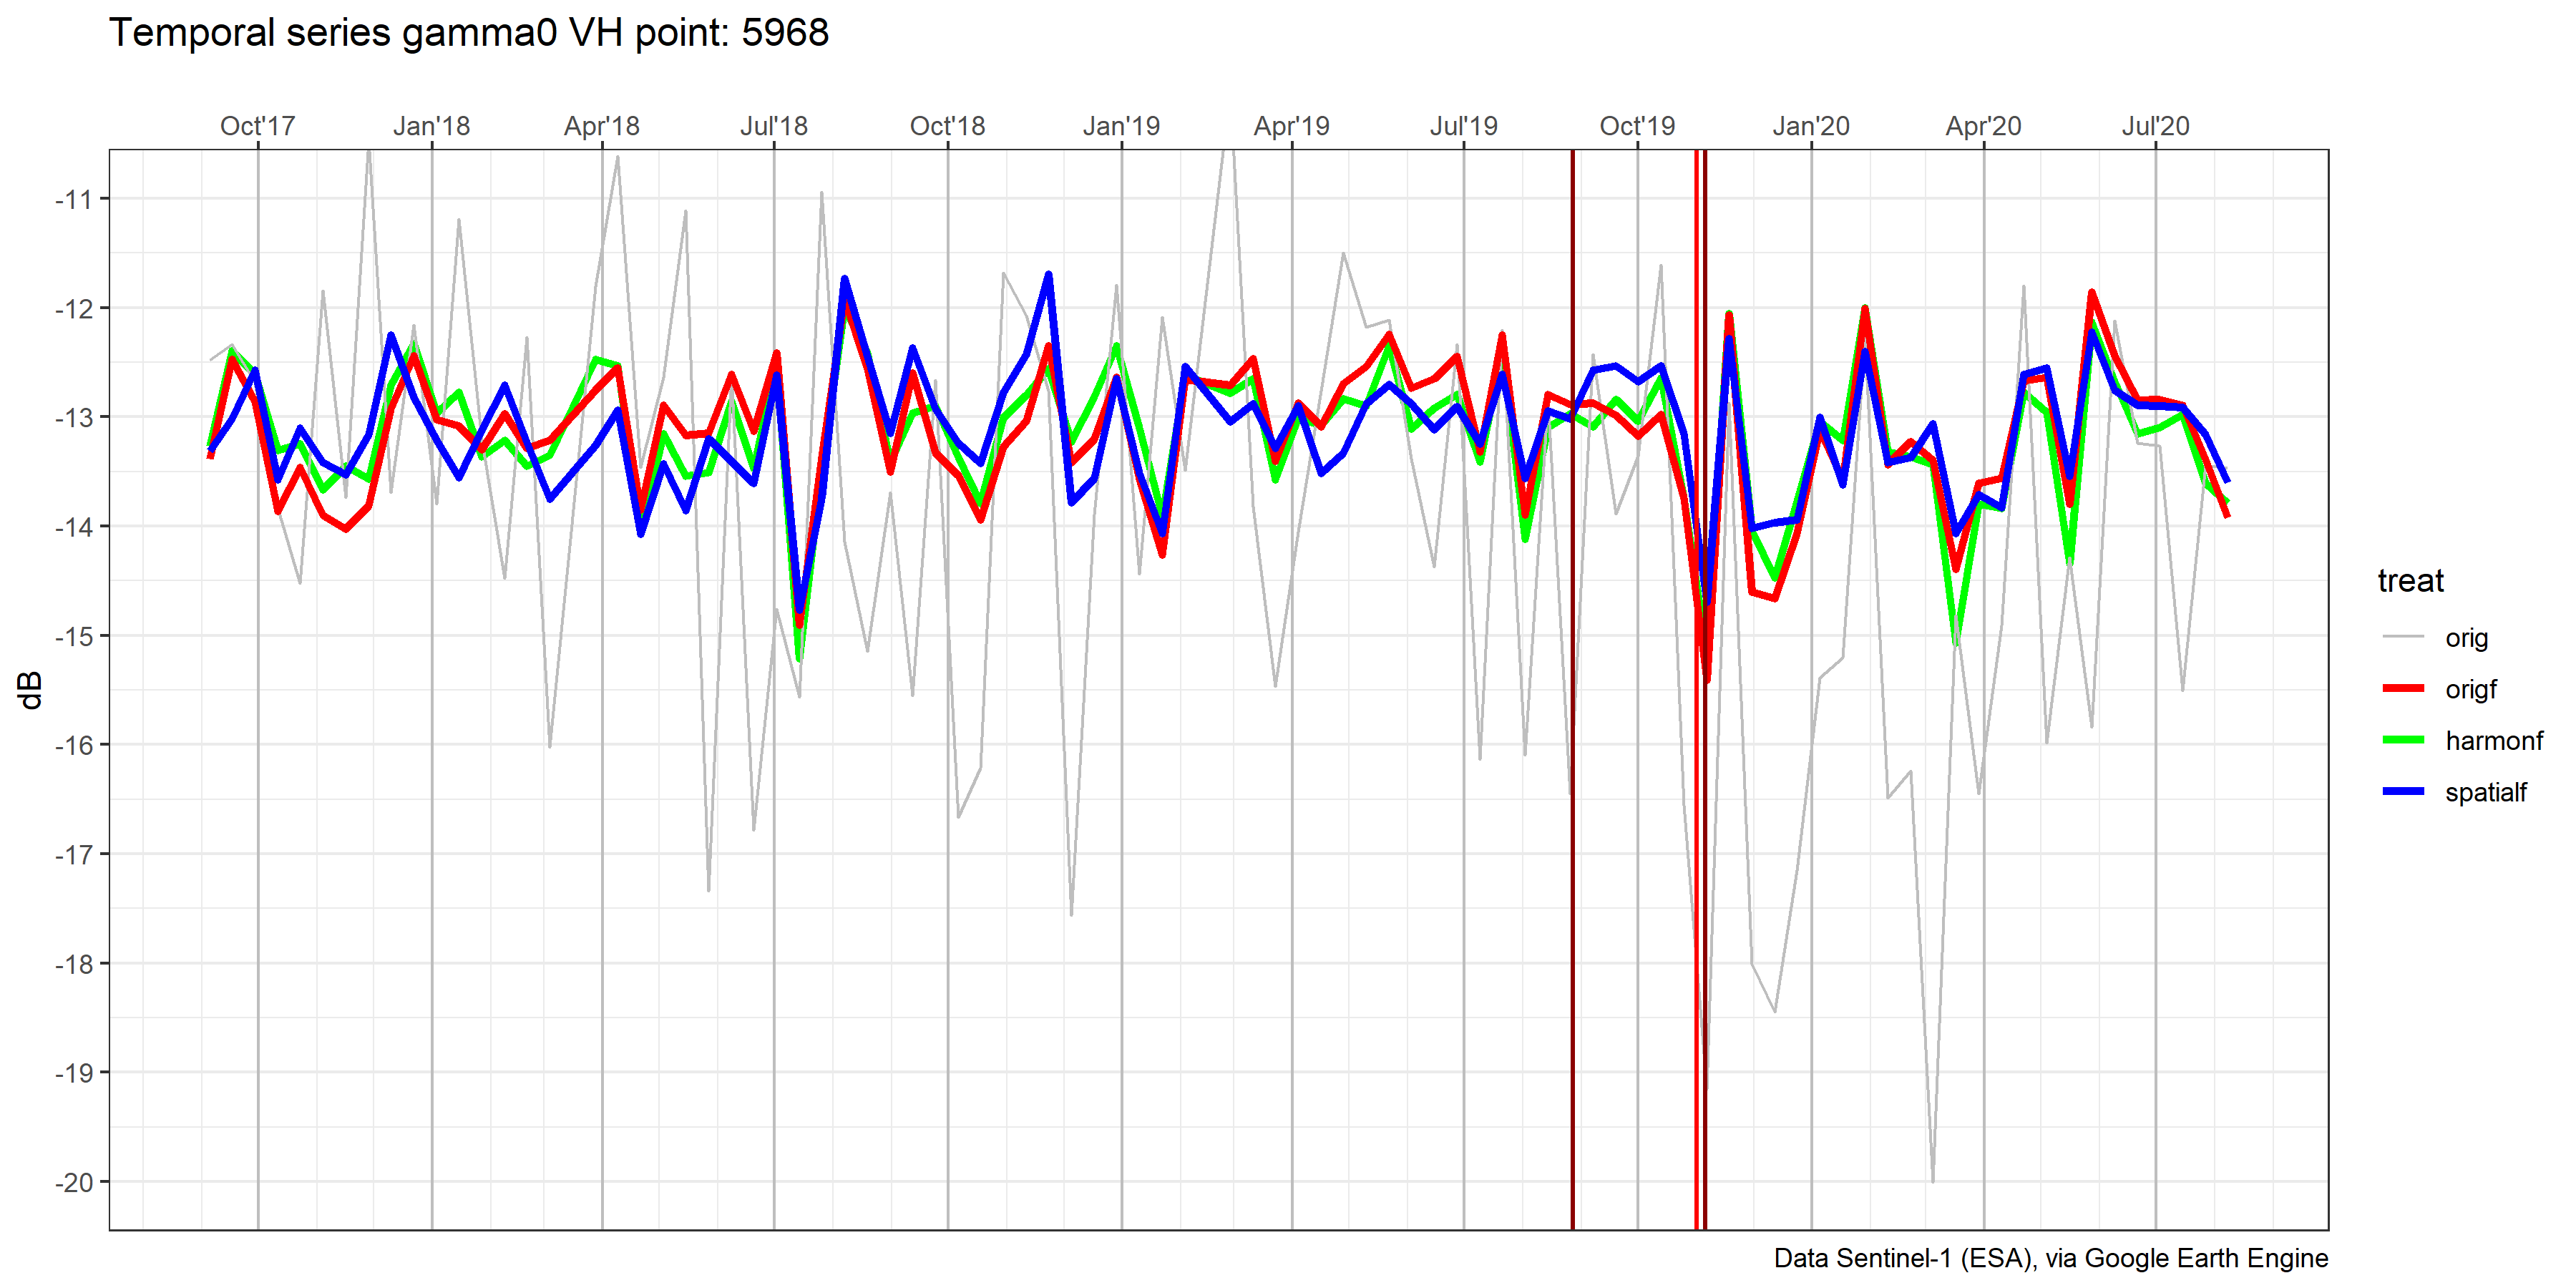 Temporal series gamma0 VH point: 5968
Oct'17 Jan'18 Apr'18 Jul'18 Oct'18 Jan'19 Apr'19 Jul'19 Oct'19 Jan'20 Apr'20 Jul'20
-11
-12
-13
-14
-15
-16
-17
-18
-19
-20
dB
treat
orig
origf
harmonf
spatialf
Data Sentinel-1 (ESA), via Google Earth Engine